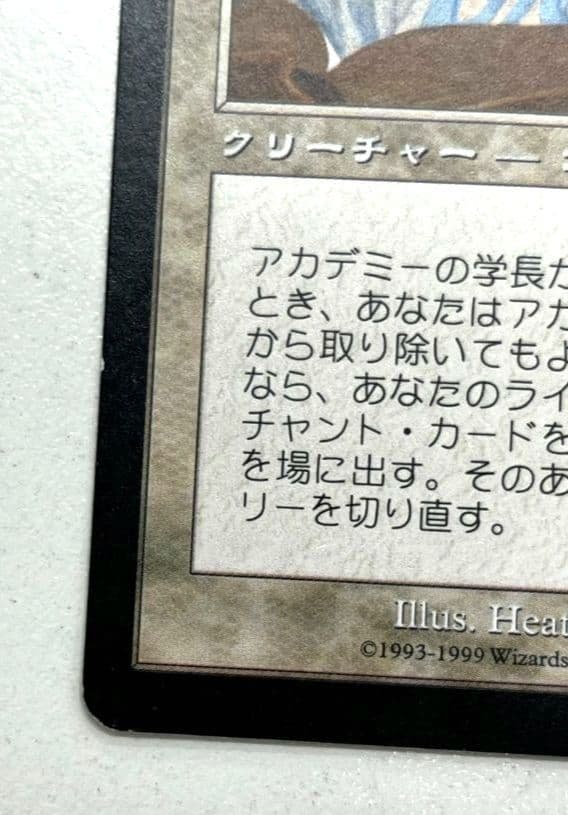 クリーチャー —
アカデミーの学長が
とき、あなたはアカ
から取り除いてもよ
なら、あなたのライ
チャント・カードを
を場に出す。そのあ
リーを切り直す。
Illus. Heat
©1993-1999 Wizards